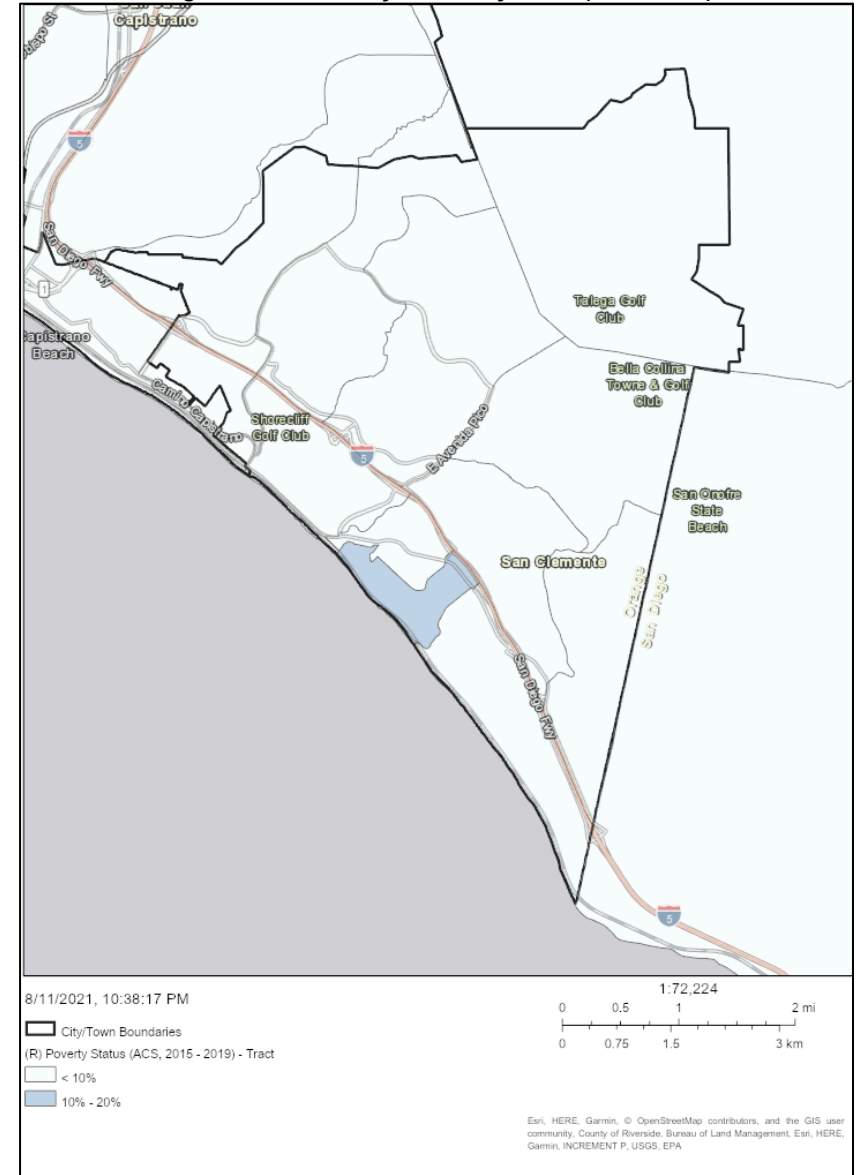 Capistrano
5
San Diego Fwy
1
Capistrano
Beach
Camino Capistrano
Shorecliff
Golf Club
5
E Avenida Pico
Talega Golf
Club
Bella Collina
Towne & Golf
Club
San Onofre
State
Beach
San Clemente
Orange
San Diego
San Diego Fwy
5
8/11/2021, 10:38:17 PM
City/Town Boundaries
(R) Poverty Status (ACS, 2015 - 2019) - Tract
< 10%
10% - 20%
1:72,224
0 0.5 1 2 mi
0 0.75 1.5 3 km
Esri, HERE, Garmin, © OpenStreetMap contributors, and the GIS user
community, County of Riverside, Bureau of Land Management, Esri, HERE,
Garmin, INCREMENT P, USGS, EPA